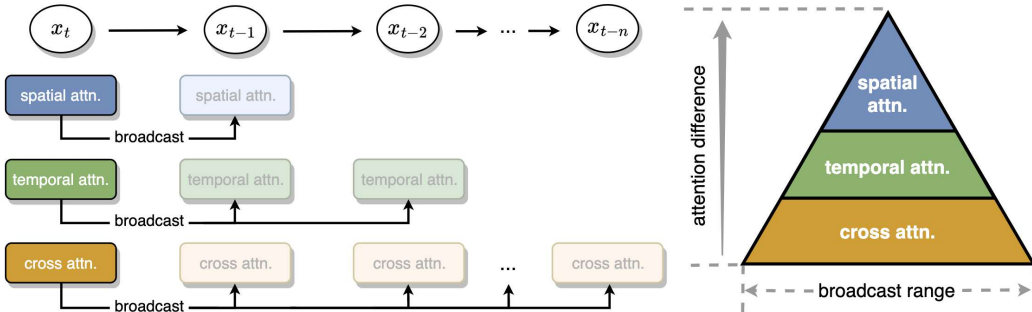 x_t x_{t-1} x_{t-2} ... x_{t-n}
spatial attn. spatial attn.
broadcast
temporal attn. temporal attn. temporal attn.
broadcast
cross attn. cross attn. cross attn. ... cross attn.
broadcast
attention difference
spatial
attn.
temporal attn.
cross attn.
broadcast range